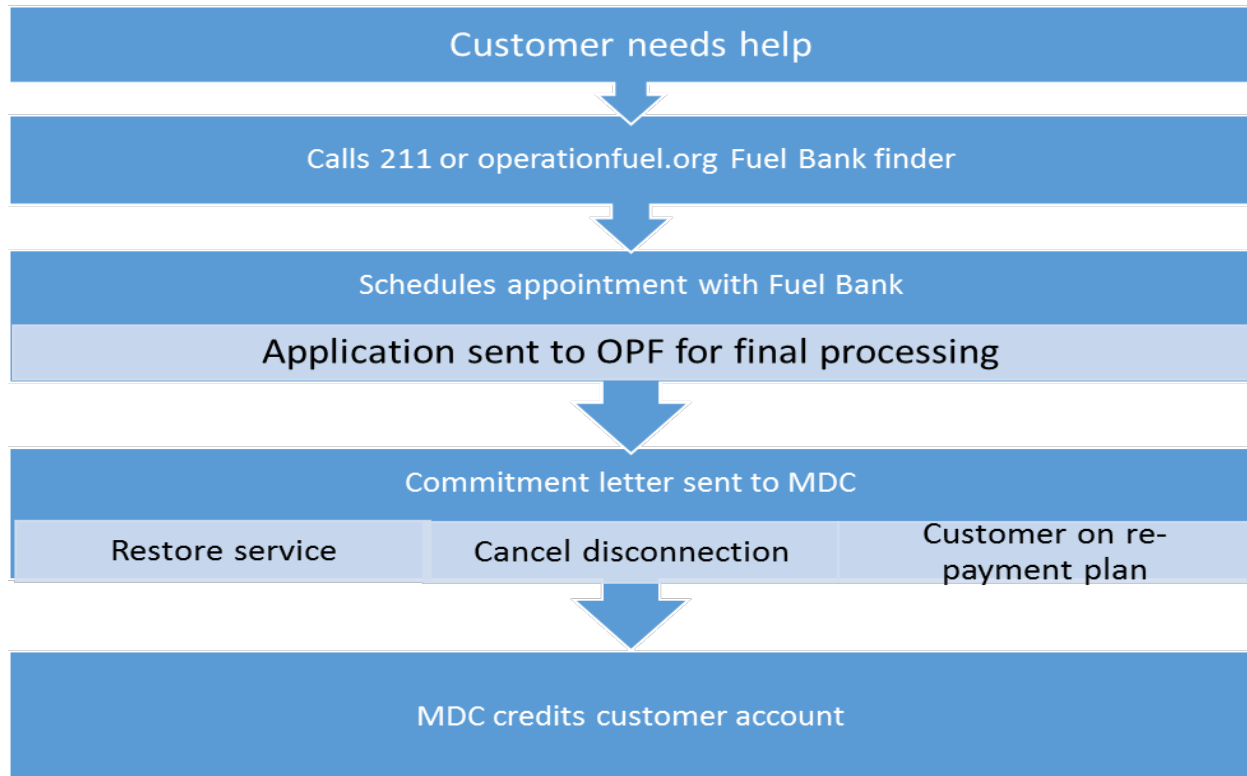 Customer needs help
Calls 211 or operationfuel.org Fuel Bank finder
Schedules appointment with Fuel Bank
Application sent to OPF for final processing
Commitment letter sent to MDC
Restore service
Cancel disconnection
Customer on re-
payment plan
MDC credits customer account